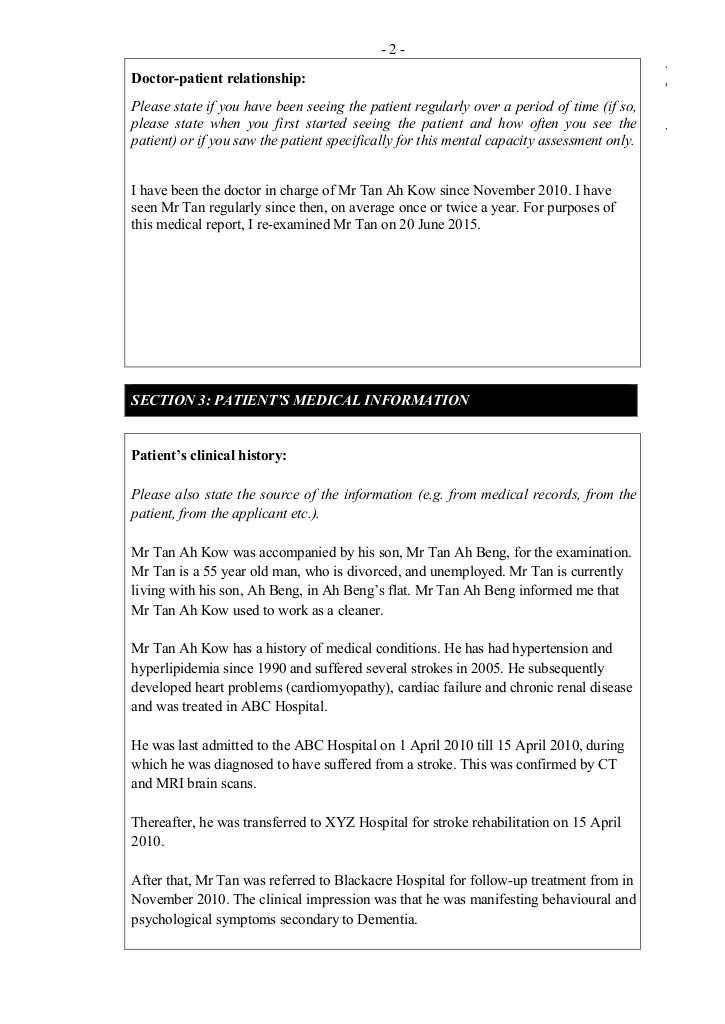 - 2 -
Doctor-patient relationship:
Please state if you have been seeing the patient regularly over a period of time (if so,
please state when you first started seeing the patient and how often you see the
patient) or if you saw the patient specifically for this mental capacity assessment only.
I have been the doctor in charge of Mr Tan Ah Kow since November 2010. I have
seen Mr Tan regularly since then, on average once or twice a year. For purposes of
this medical report, I re-examined Mr Tan on 20 June 2015.
SECTION 3: PATIENT’S MEDICAL INFORMATION
Patient’s clinical history:
Please also state the source of the information (e.g. from medical records, from the
patient, from the applicant etc.).
Mr Tan Ah Kow was accompanied by his son, Mr Tan Ah Beng, for the examination.
Mr Tan is a 55 year old man, who is divorced, and unemployed. Mr Tan is currently
living with his son, Ah Beng, in Ah Beng’s flat. Mr Tan Ah Beng informed me that
Mr Tan Ah Kow used to work as a cleaner.
Mr Tan Ah Kow has a history of medical conditions. He has had hypertension and
hyperlipidemia since 1990 and suffered several strokes in 2005. He subsequently
developed heart problems (cardiomyopathy), cardiac failure and chronic renal disease
and was treated in ABC Hospital.
He was last admitted to the ABC Hospital on 1 April 2010 till 15 April 2010, during
which he was diagnosed to have suffered from a stroke. This was confirmed by CT
and MRI brain scans.
Thereafter, he was transferred to XYZ Hospital for stroke rehabilitation on 15 April
2010.
After that, Mr Tan was referred to Blackacre Hospital for follow-up treatment from in
November 2010. The clinical impression was that he was manifesting behavioural and
psychological symptoms secondary to Dementia.